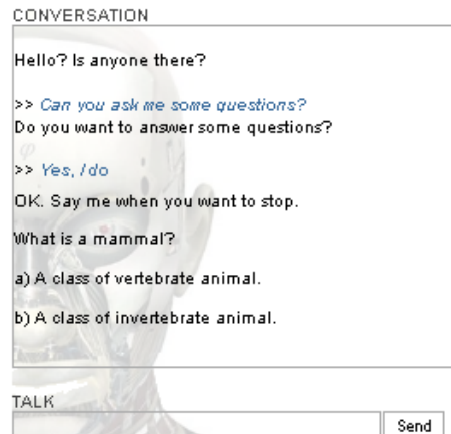 CONVERSATION
Hello? Is anyone there?
>> Can you ask me some questions?
Do you want to answer some questions?
>> Yes, I do
OK. Say me when you want to stop.
What is a mammal?
a) A class of vertebrate animal.
b) A class of invertebrate animal.
TALK
Send